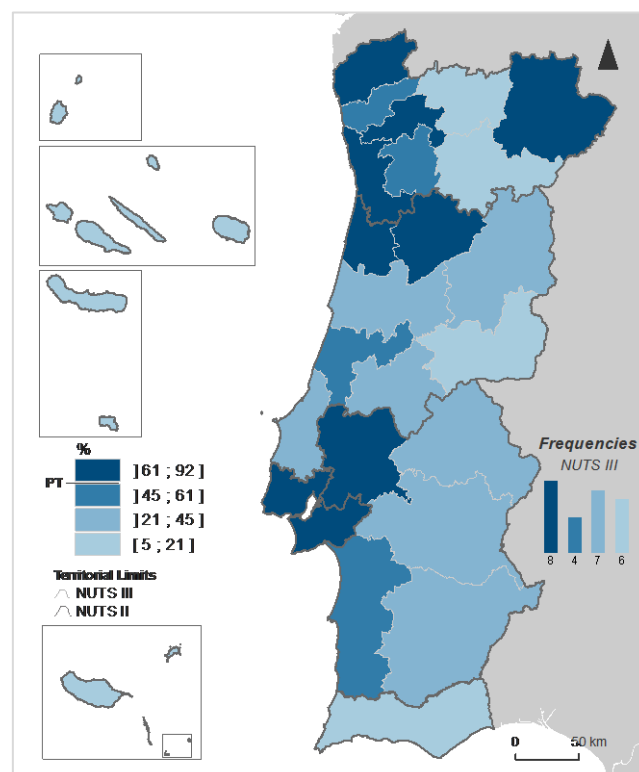 %
]61 ; 92 ]
PT
]45 ; 61 ]
]21 ; 45 ]
[ 5 ; 21 ]
Territorial Limits
NUTS III
NUTS II
Frequencies
NUTS III
8 4 7 6
0 50 km